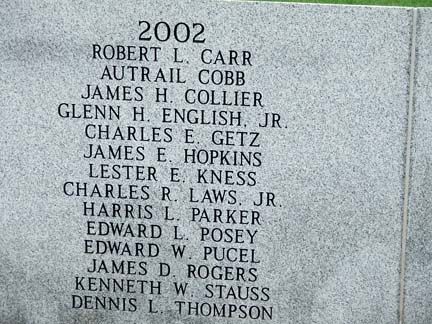 2002
ROBERT L. CARR
AUTRAIL COBB
JAMES H. COLLIER
GLENN H. ENGLISH, JR.
CHARLES E. GETZ
JAMES E. HOPKINS
LESTER E. KNESS
CHARLES R. LAWS, JR.
HARRIS L. PARKER
EDWARD L. POSEY
EDWARD W. PUCEL
JAMES D. ROGERS
KENNETH W. STAUSS
DENNIS L. THOMPSON